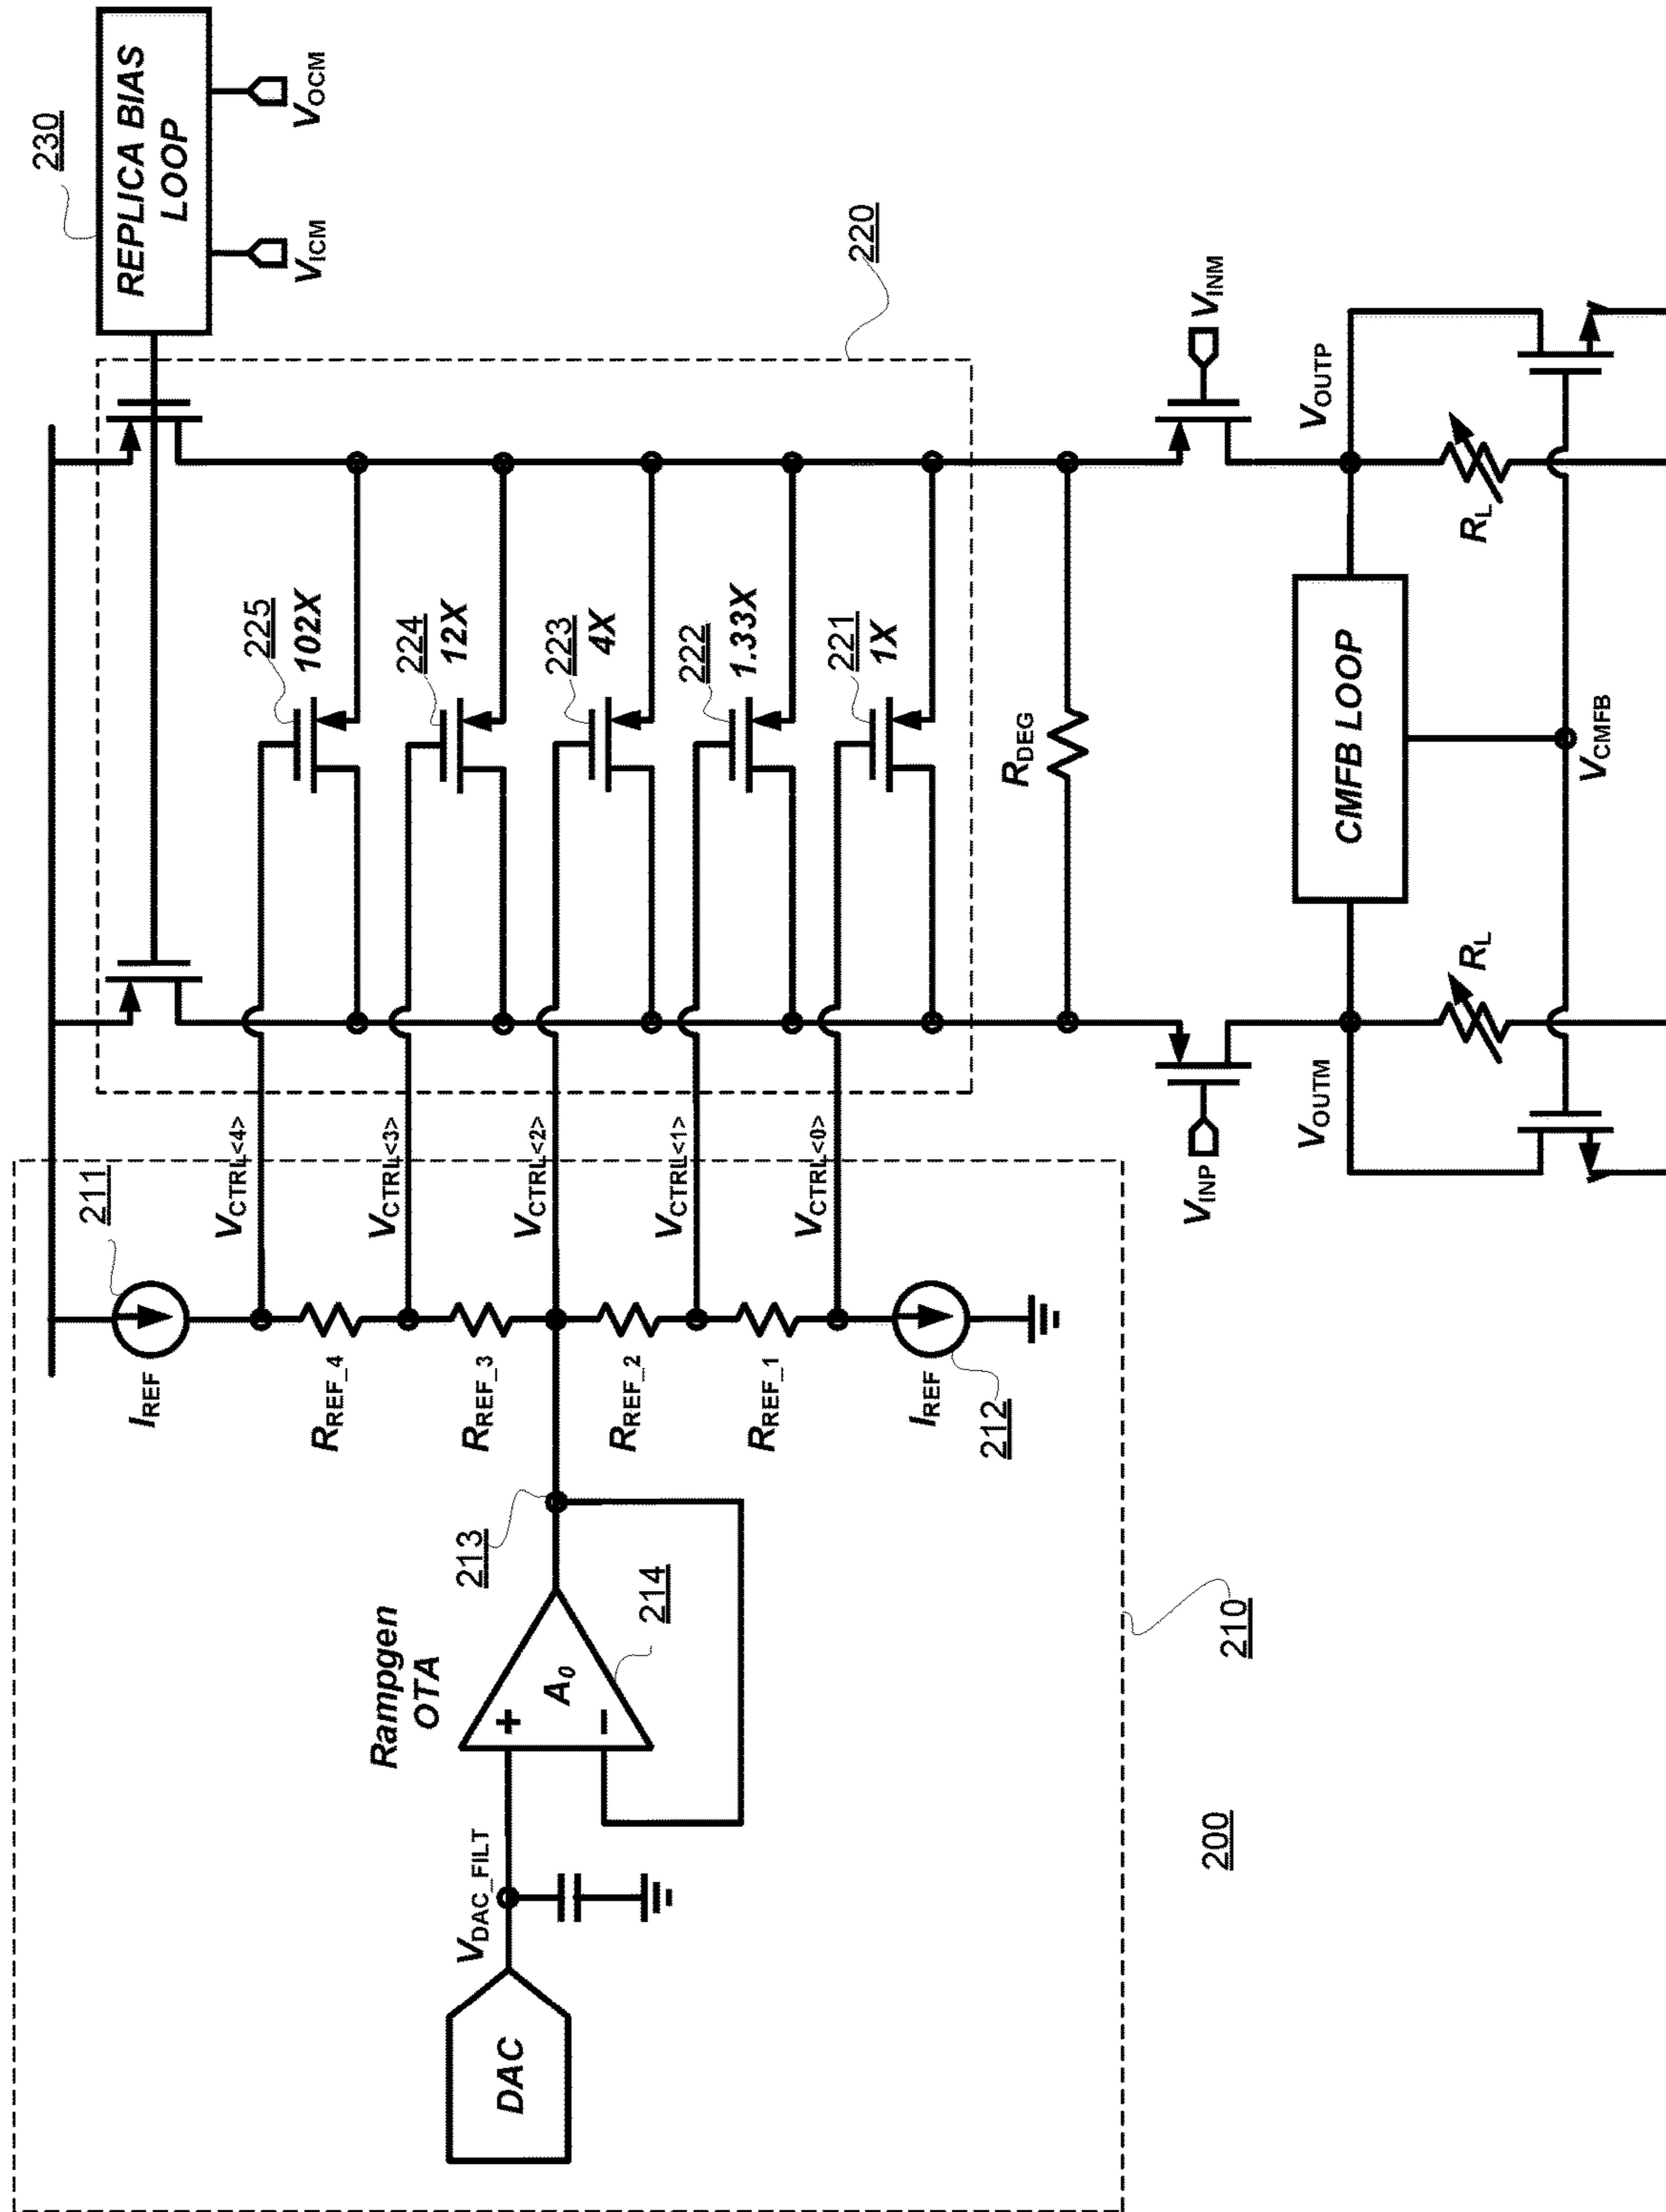 230
REPLICA BIAS
LOOP
VICM
VOCM
220
225
102X
224
12X
223
4X
222
1.33X
221
1X
RDEG
211
IREF
VCTRL<4>
RREF_4
VCTRL<3>
RREF_3
VCTRL<2>
RREF_2
VCTRL<1>
RREF_1
VCTRL<0>
IREF
212
213
Rampgen
OTA
+
A0
−
214
VDAC_FILT
DAC
210
200
VINP
VINM
VOUTM
VOUTP
CMFB LOOP
RL
RL
VCMFB